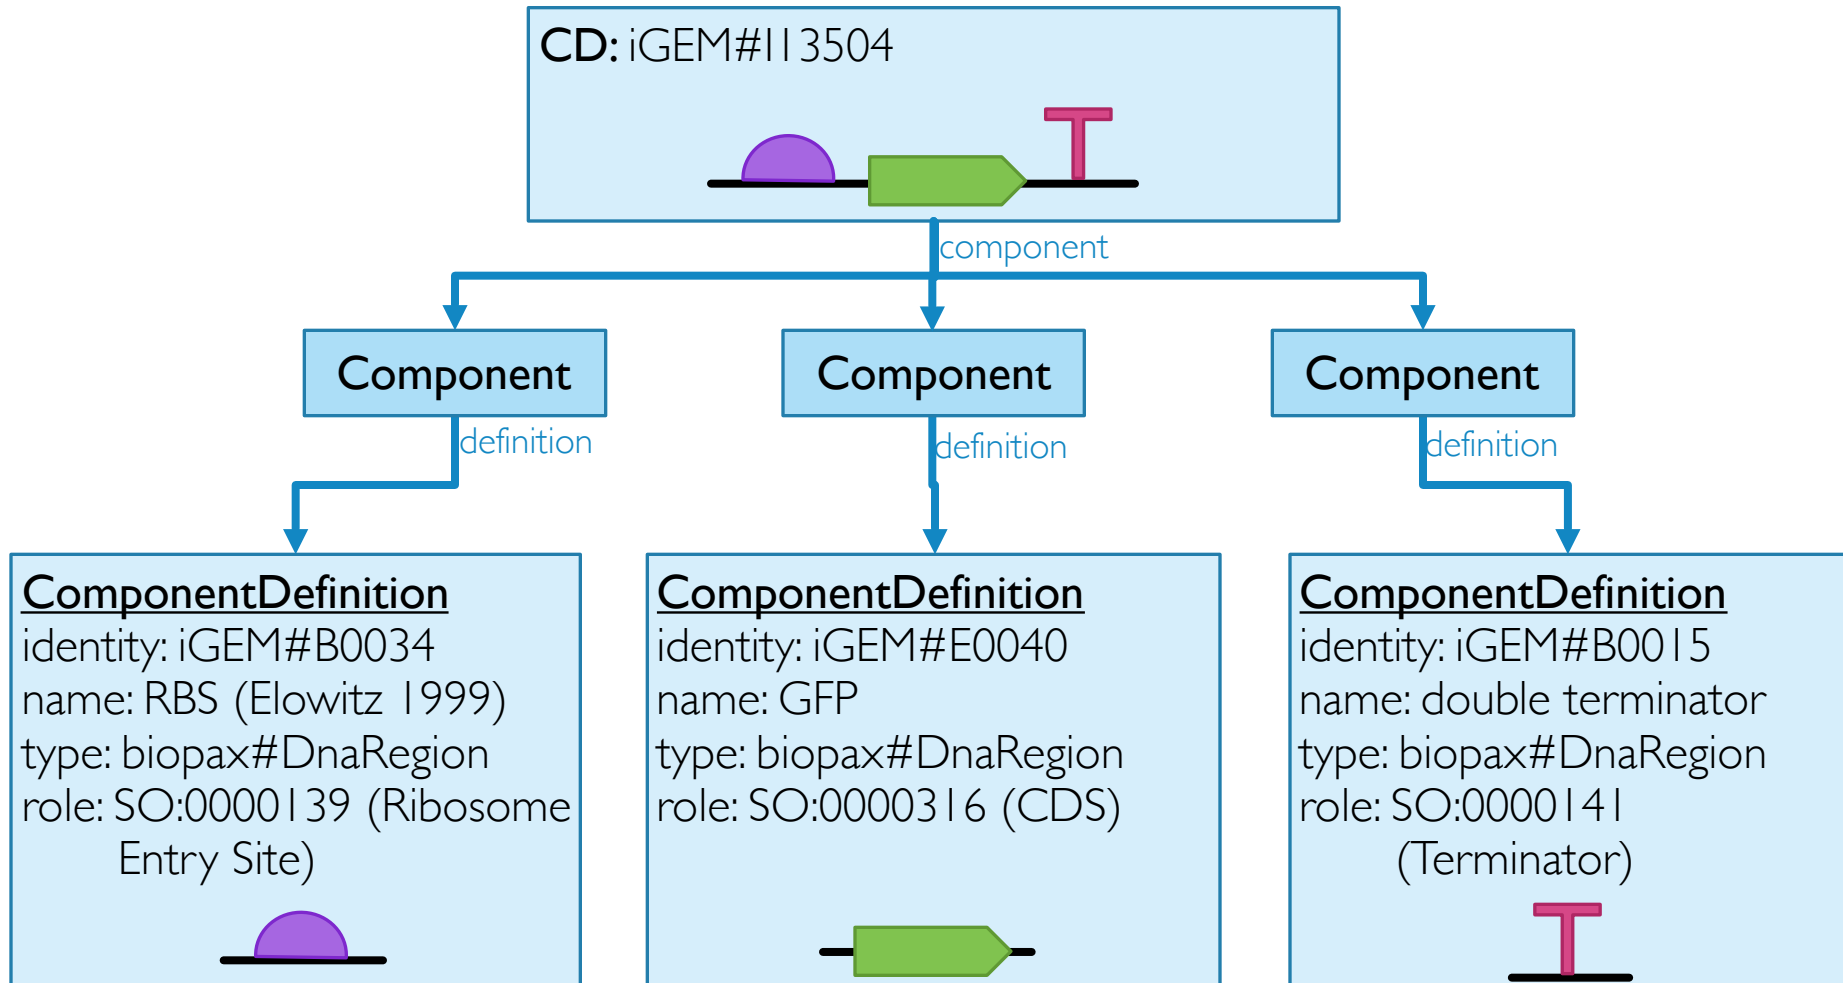 CD: iGEM#I13504
component
Component
Component
Component
definition
definition
definition
ComponentDefinition
identity: iGEM#B0034
name: RBS (Elowitz 1999)
type: biopax#DnaRegion
role: SO:0000139 (Ribosome
Entry Site)
ComponentDefinition
identity: iGEM#E0040
name: GFP
type: biopax#DnaRegion
role: SO:0000316 (CDS)
ComponentDefinition
identity: iGEM#B0015
name: double terminator
type: biopax#DnaRegion
role: SO:0000141
(Terminator)